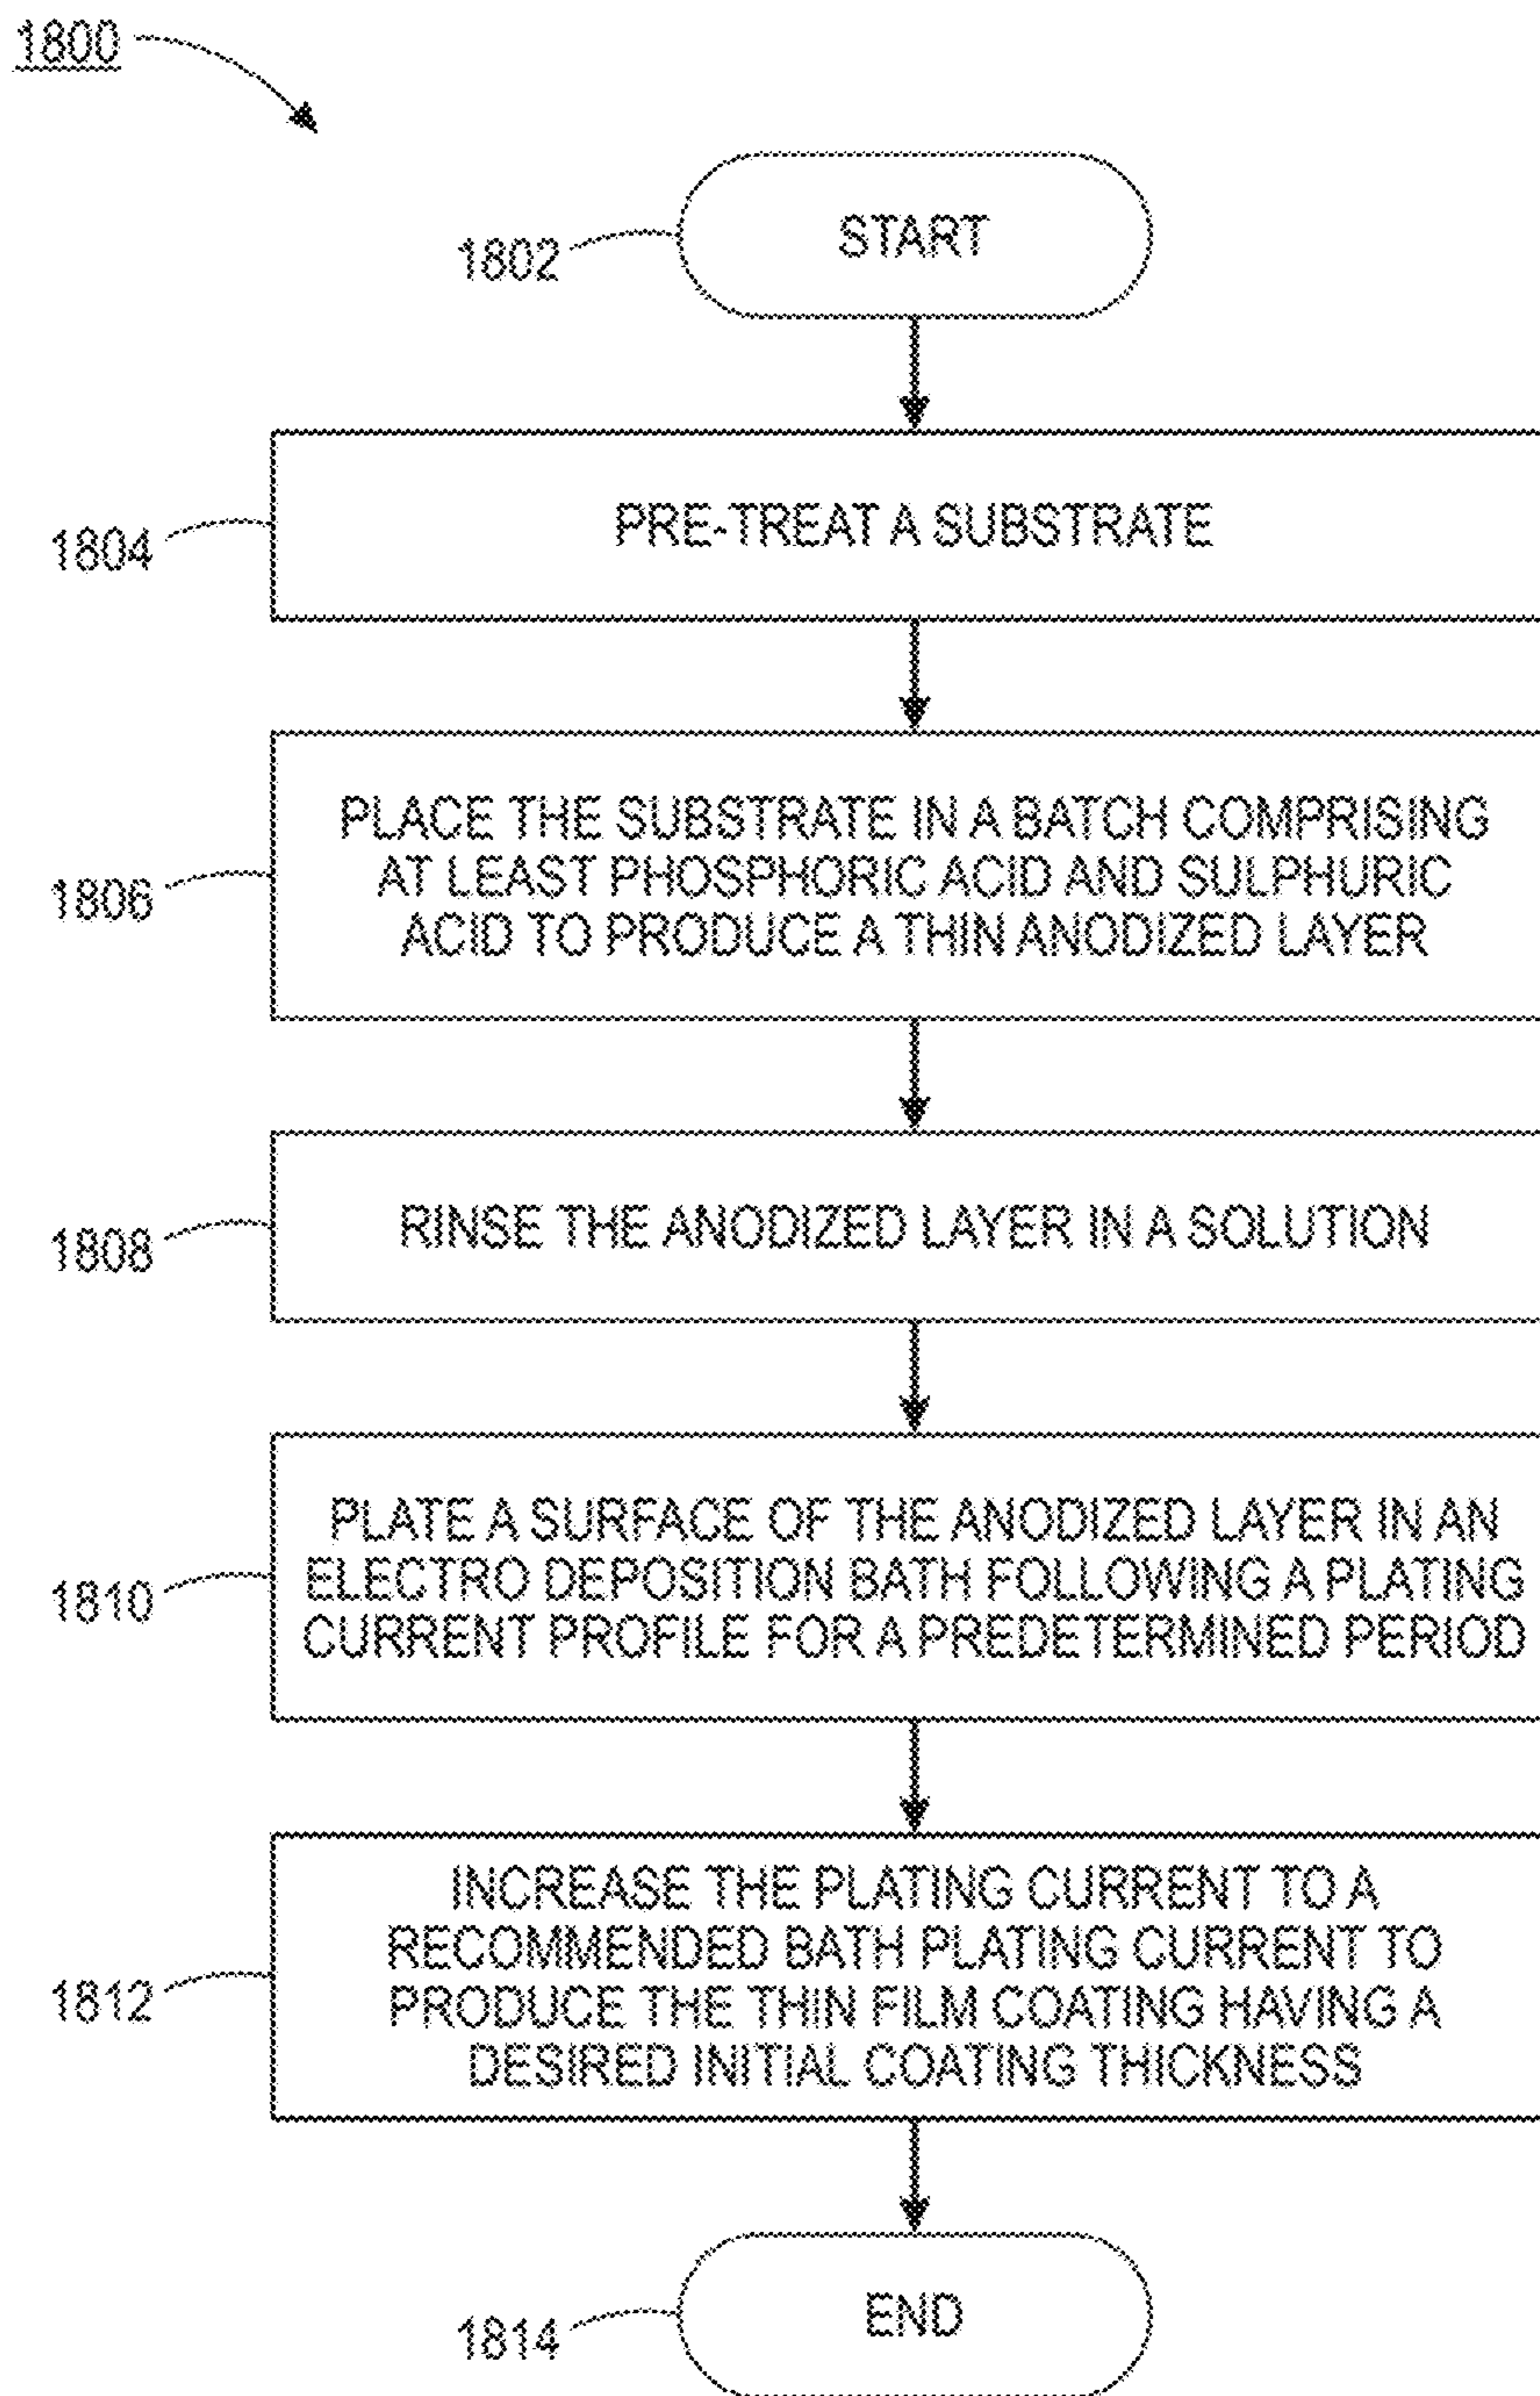 1800
START
1802
PRE-TREAT A SUBSTRATE
1804
PLACE THE SUBSTRATE IN A BATCH COMPRISING
AT LEAST PHOSPHORIC ACID AND SULPHURIC
ACID TO PRODUCE A THIN ANODIZED LAYER
1806
RINSE THE ANODIZED LAYER IN A SOLUTION
1808
PLATE A SURFACE OF THE ANODIZED LAYER IN AN
ELECTRO DEPOSITION BATH FOLLOWING A PLATING
CURRENT PROFILE FOR A PREDETERMINED PERIOD
1810
INCREASE THE PLATING CURRENT TO A
RECOMMENDED BATH PLATING CURRENT TO
PRODUCE THE THIN FILM COATING HAVING A
DESIRED INITIAL COATING THICKNESS
1812
END
1814